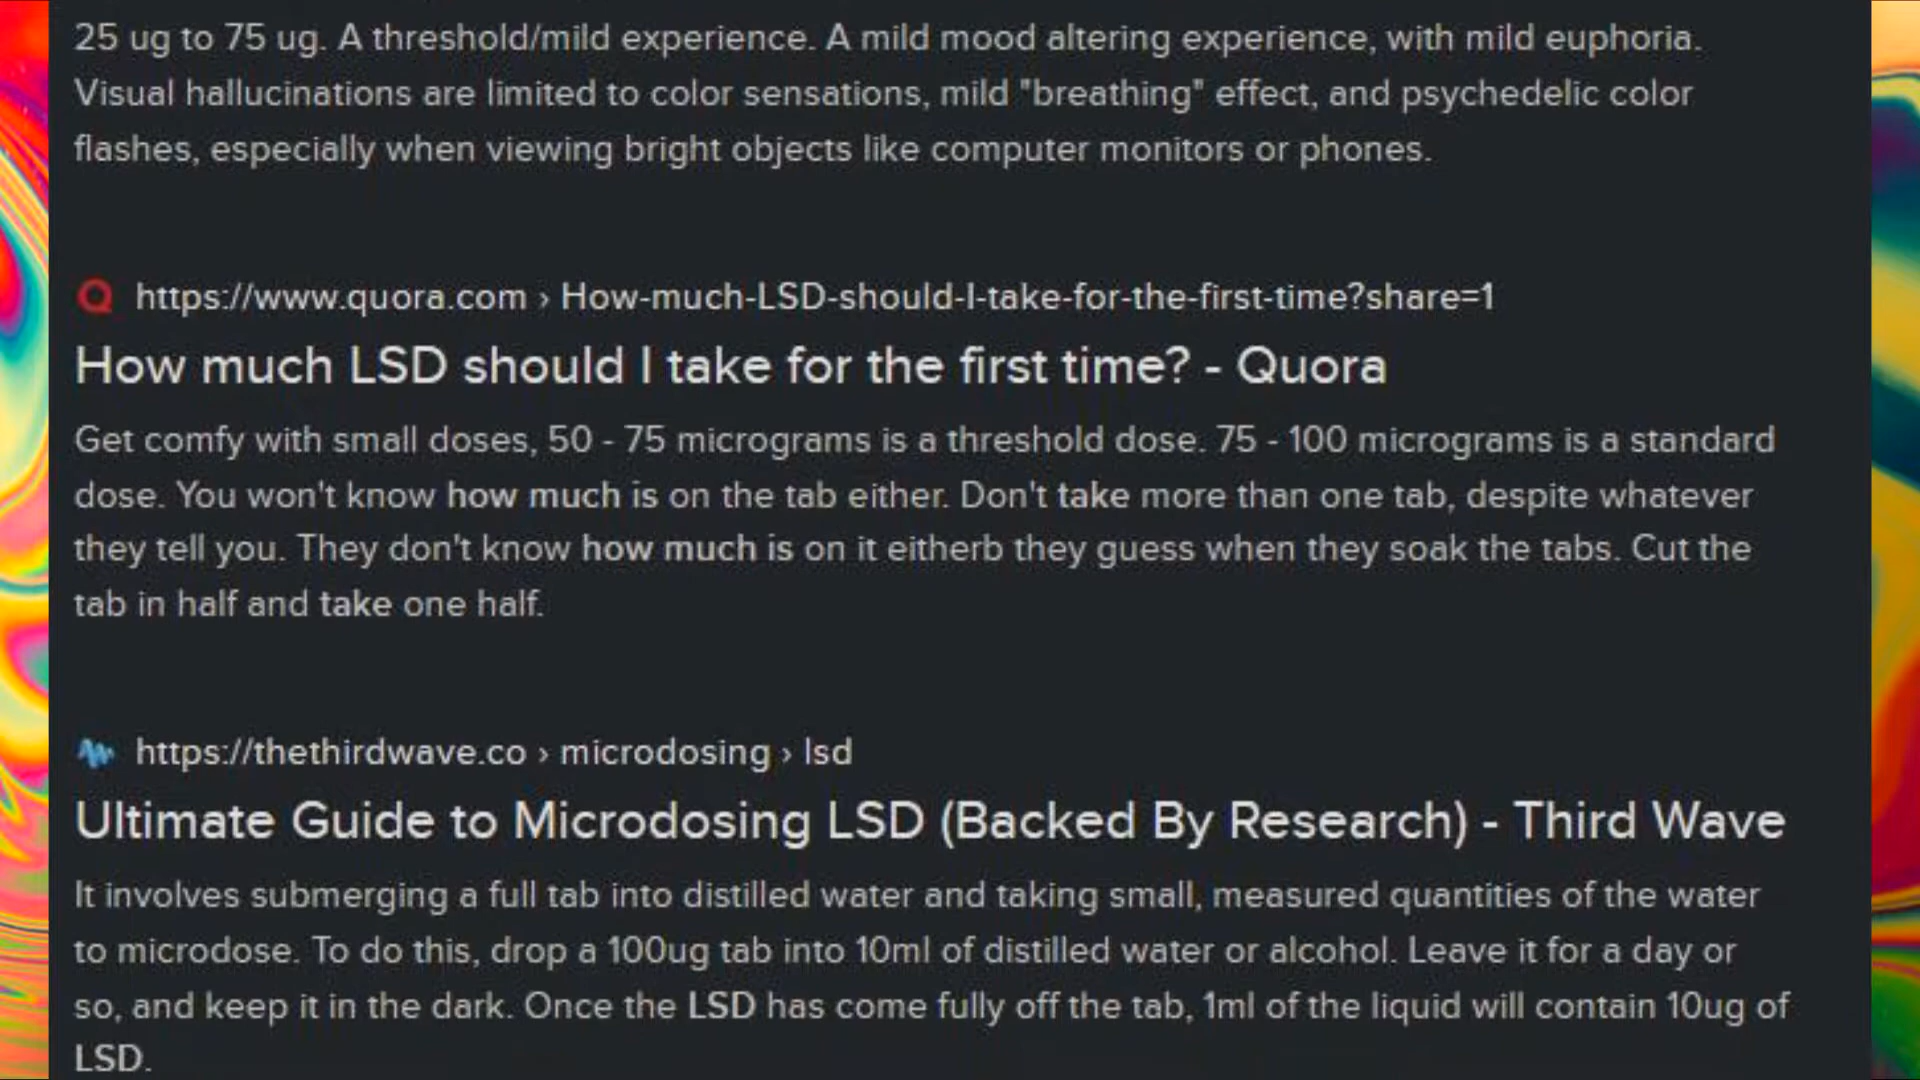 25 ug to 75 ug. A threshold/mild experience. A mild mood altering experience, with mild euphoria.
Visual hallucinations are limited to color sensations, mild "breathing" effect, and psychedelic color
flashes, especially when viewing bright objects like computer monitors or phones.
https://www.quora.com › How-much-LSD-should-I-take-for-the-first-time?share=1
How much LSD should I take for the first time? - Quora
Get comfy with small doses, 50 - 75 micrograms is a threshold dose. 75 - 100 micrograms is a standard
dose. You won't know how much is on the tab either. Don't take more than one tab, despite whatever
they tell you. They don't know how much is on it eitherb they guess when they soak the tabs. Cut the
tab in half and take one half.
https://thethirdwave.co › microdosing › lsd
Ultimate Guide to Microdosing LSD (Backed By Research) - Third Wave
It involves submerging a full tab into distilled water and taking small, measured quantities of the water
to microdose. To do this, drop a 100ug tab into 10ml of distilled water or alcohol. Leave it for a day or
so, and keep it in the dark. Once the LSD has come fully off the tab, 1ml of the liquid will contain 10ug of
LSD.